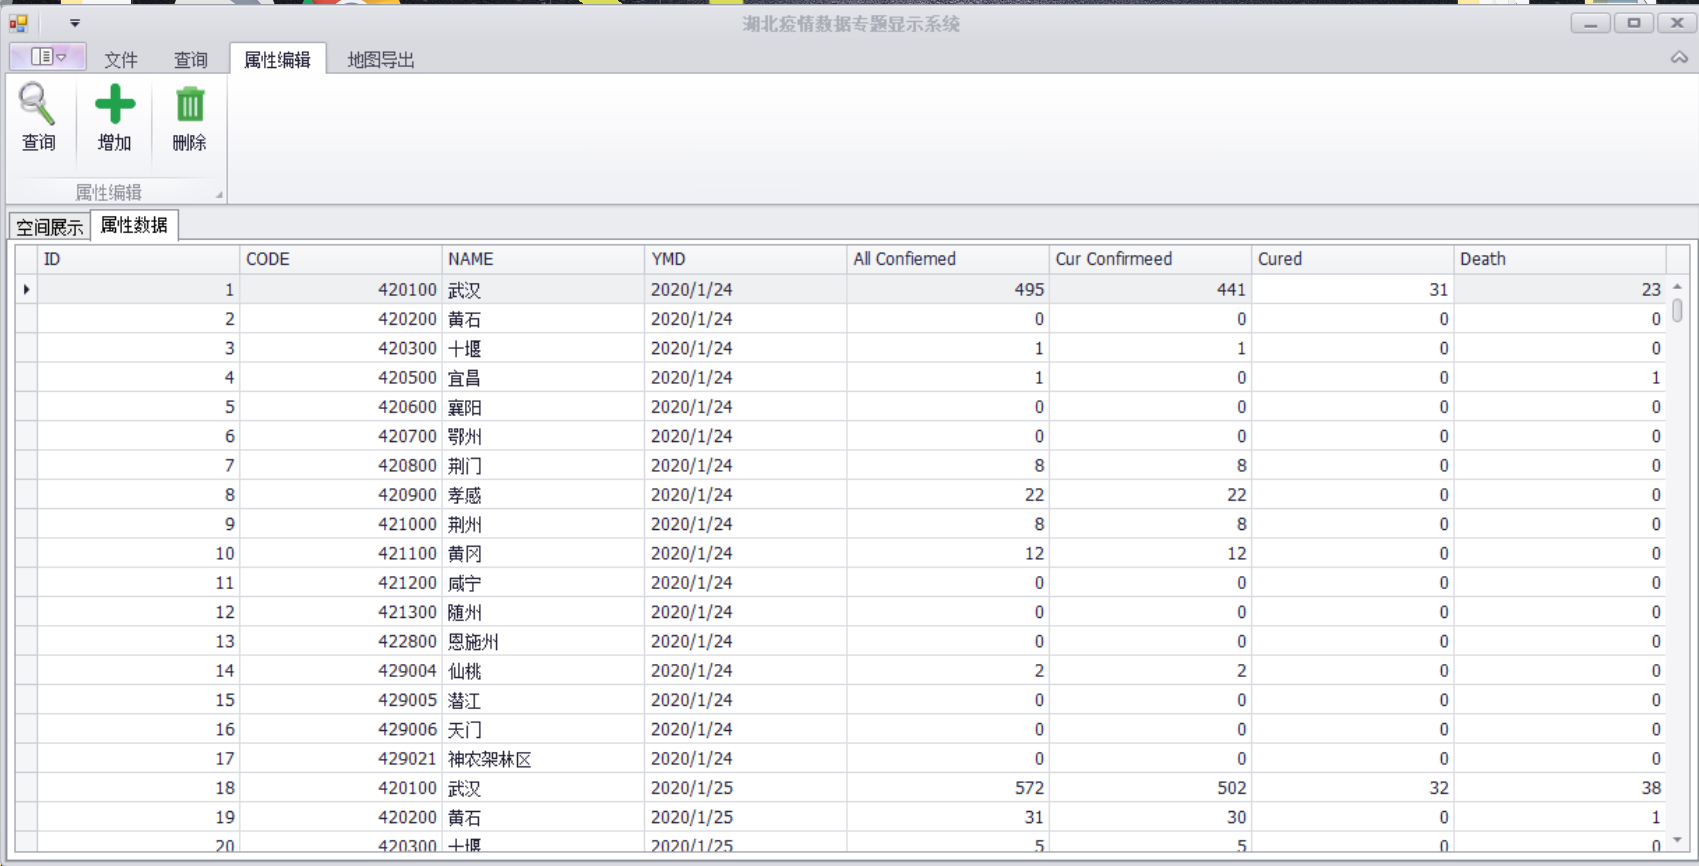 湖北疫情数据专题显示系统
文件 查询 属性编辑 地图导出
查询 增加 删除
属性编辑
空间展示 属性数据
ID CODE NAME YMD All Confiemed Cur Confirmeed Cured Death
1 420100 武汉 2020/1/24 495 441 31 23
2 420200 黄石 2020/1/24 0 0 0 0
3 420300 十堰 2020/1/24 1 1 0 0
4 420500 宜昌 2020/1/24 1 0 0 1
5 420600 襄阳 2020/1/24 0 0 0 0
6 420700 鄂州 2020/1/24 0 0 0 0
7 420800 荆门 2020/1/24 8 8 0 0
8 420900 孝感 2020/1/24 22 22 0 0
9 421000 荆州 2020/1/24 8 8 0 0
10 421100 黄冈 2020/1/24 12 12 0 0
11 421200 咸宁 2020/1/24 0 0 0 0
12 421300 随州 2020/1/24 0 0 0 0
13 422800 恩施州 2020/1/24 0 0 0 0
14 429004 仙桃 2020/1/24 2 2 0 0
15 429005 潜江 2020/1/24 0 0 0 0
16 429006 天门 2020/1/24 0 0 0 0
17 429021 神农架林区 2020/1/24 0 0 0 0
18 420100 武汉 2020/1/25 572 502 32 38
19 420200 黄石 2020/1/25 31 30 0 1
20 420300 十堰 2020/1/25 5 5 0 0